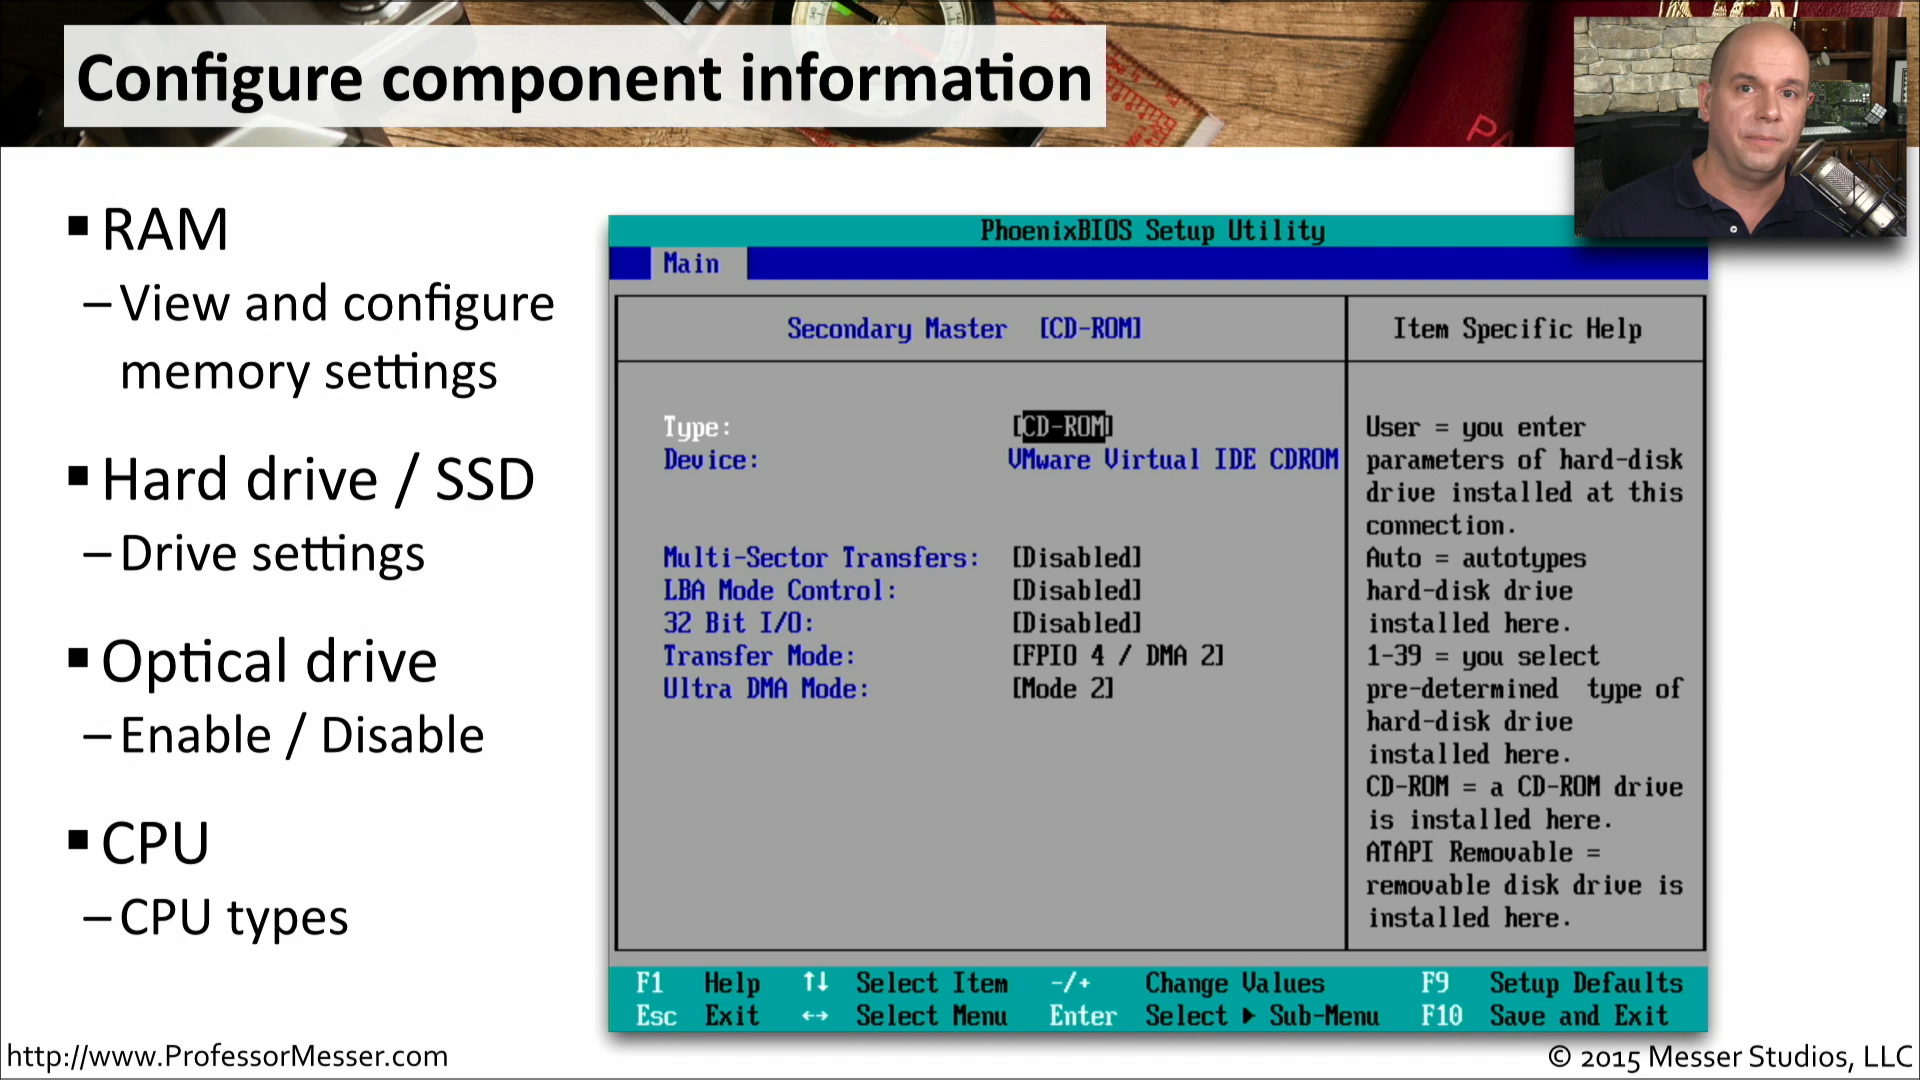 Configure component information
PA
▪ RAM
– View and configure
memory settings
▪ Hard drive / SSD
– Drive settings
▪ Optical drive
– Enable / Disable
▪ CPU
– CPU types
PhoenixBIOS Setup Utility
Main
Secondary Master [CD-ROM]
Type: [CD-ROM]
Device: VMware Virtual IDE CDROM
Multi-Sector Transfers: [Disabled]
LBA Mode Control: [Disabled]
32 Bit I/O: [Disabled]
Transfer Mode: [FPIO 4 / DMA 2]
Ultra DMA Mode: [Mode 2]
Item Specific Help
User = you enter
parameters of hard-disk
drive installed at this
connection.
Auto = autotypes
hard-disk drive
installed here.
1-39 = you select
pre-determined type of
hard-disk drive
installed here.
CD-ROM = a CD-ROM drive
is installed here.
ATAPI Removable =
removable disk drive is
installed here.
F1 Help ↑↓ Select Item -/+ Change Values F9 Setup Defaults
Esc Exit ↔ Select Menu Enter Select ▶ Sub-Menu F10 Save and Exit
http://www.ProfessorMesser.com
© 2015 Messer Studios, LLC